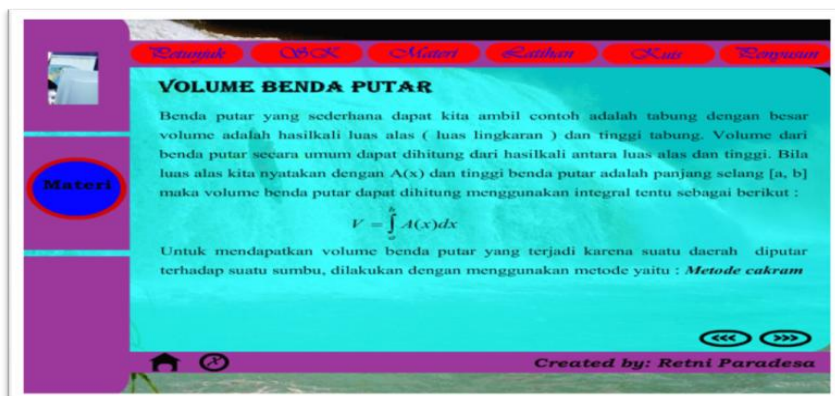 Petunjuk SK Materi Latihan Kuis Penyusun
VOLUME BENDA PUTAR
Benda putar yang sederhana dapat kita ambil contoh adalah tabung dengan besar
volume adalah hasilkali luas alas ( luas lingkaran ) dan tinggi tabung. Volume dari
benda putar secara umum dapat dihitung dari hasilkali antara luas alas dan tinggi. Bila
luas alas kita nyatakan dengan A(x) dan tinggi benda putar adalah panjang selang [a, b]
maka volume benda putar dapat dihitung menggunakan integral tentu sebagai berikut :
Materi
V = ∫ₐᵇ A(x)dx
Untuk mendapatkan volume benda putar yang terjadi karena suatu daerah diputar
terhadap suatu sumbu, dilakukan dengan menggunakan metode yaitu : Metode cakram
<<< >>>
X
Created by: Retni Paradesa